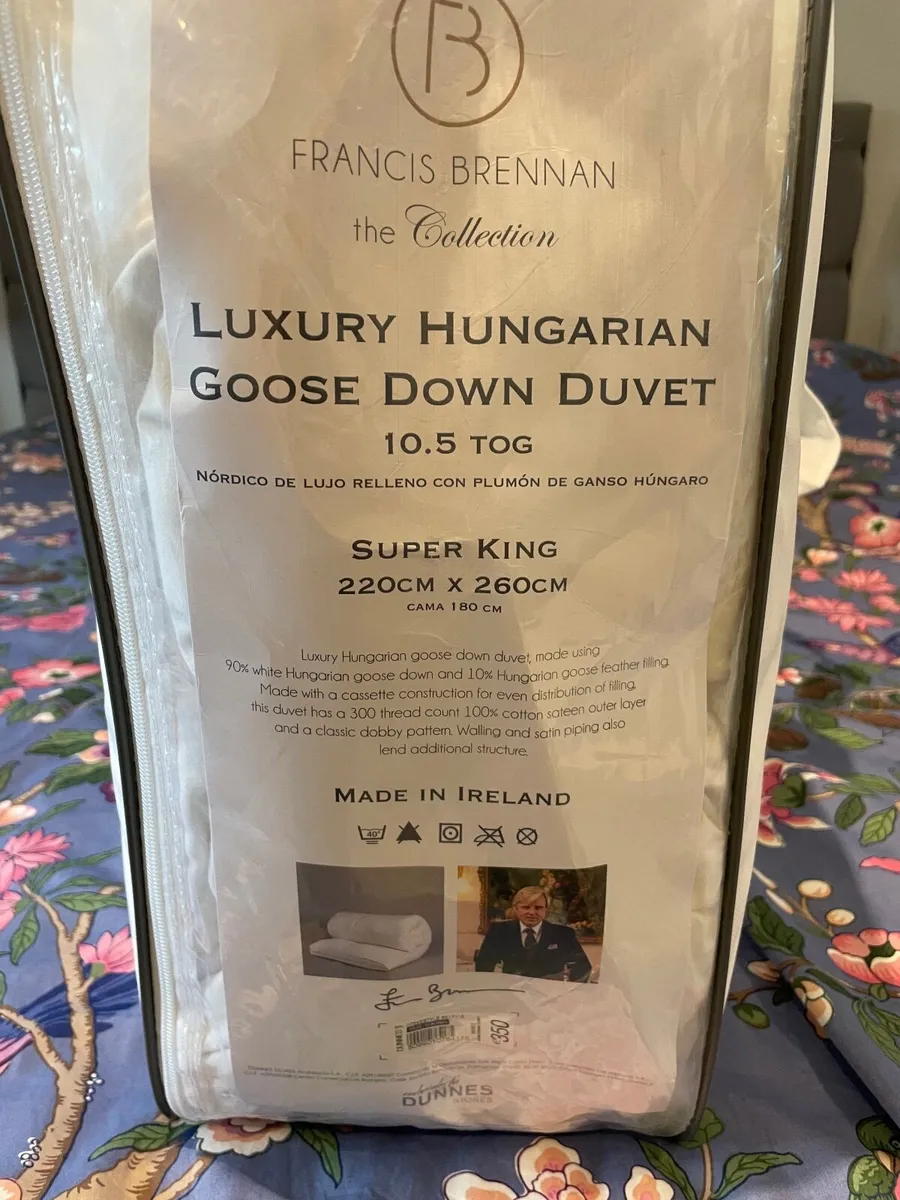 FB
FRANCIS BRENNAN
the Collection
LUXURY HUNGARIAN
GOOSE DOWN DUVET
10.5 TOG
NÓRDICO DE LUJO RELLENO CON PLUMÓN DE GANSO HÚNGARO
SUPER KING
220CM X 260CM
CAMA 180 CM
Luxury Hungarian goose down duvet, made using
90% white Hungarian goose down and 10% Hungarian goose feather filling.
Made with a cassette construction for even distribution of filling,
this duvet has a 300 thread count 100% cotton sateen outer layer
and a classic dobby pattern. Walling and satin piping also
lend additional structure.
MADE IN IRELAND
40°
DUNNES
350
DUNNES
STORES